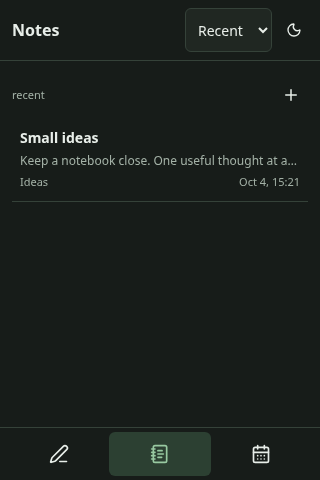 Notes
Recent
recent
Small ideas
Keep a notebook close. One useful thought at a...
Ideas
Oct 4, 15:21